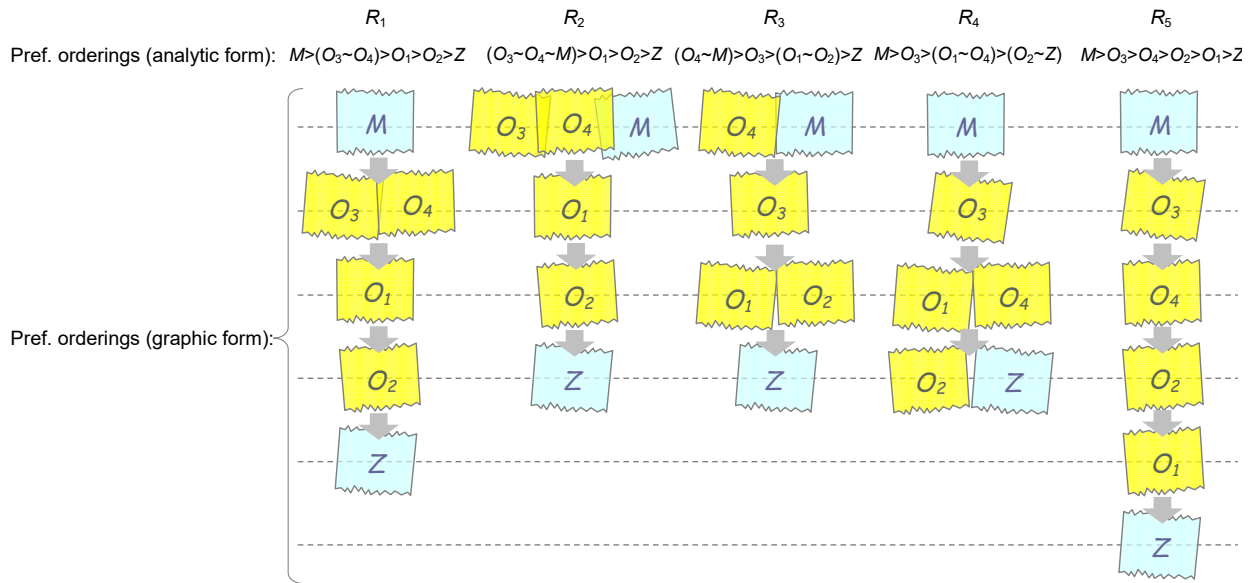 R1 R2 R3 R4 R5
Pref. orderings (analytic form): M>(O3~O4)>O1>O2>Z (O3~O4~M)>O1>O2>Z (O4~M)>O3>(O1~O2)>Z M>O3>(O1~O4)>(O2~Z) M>O3>O4>O2>O1>Z
M O3 O4 M O4 M M M
O3 O4 O1 O3 O3 O3
O1 O2 O1 O2 O1 O4 O4
Pref. orderings (graphic form):
O2 Z Z O2 Z O2
Z O1
Z